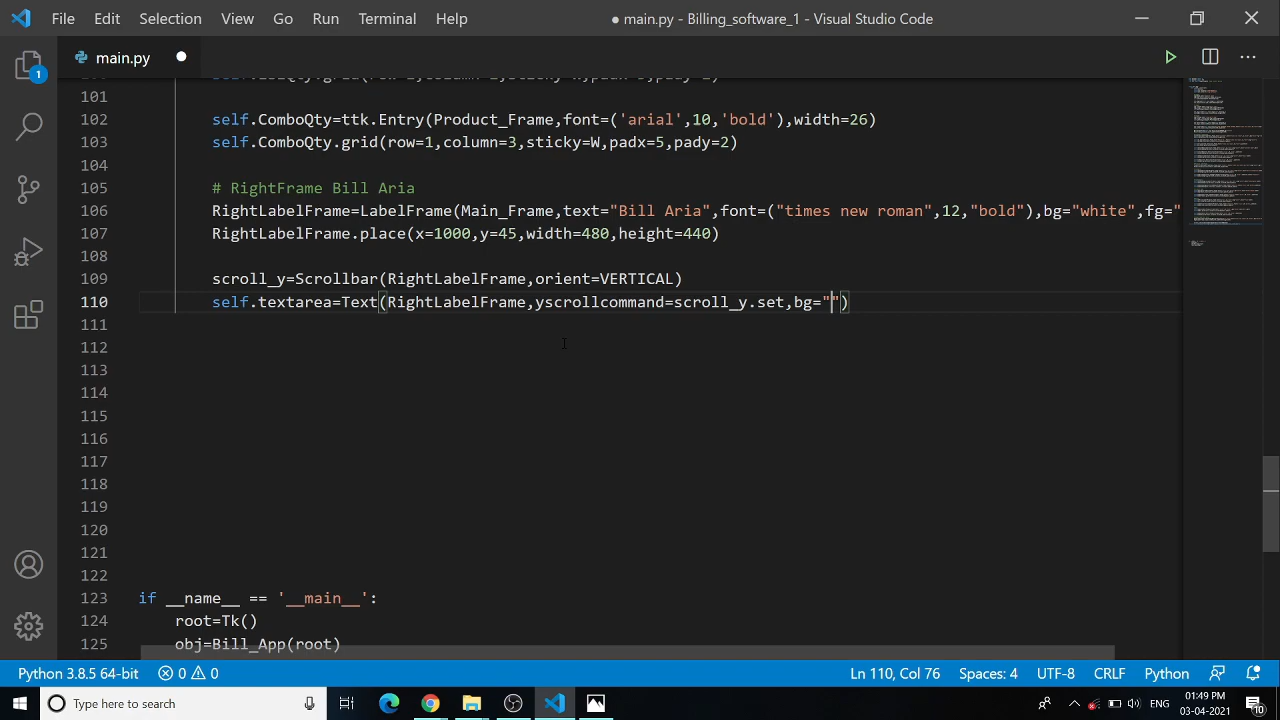 File Edit Selection View Go Run Terminal Help
● main.py - Billing_software_1 - Visual Studio Code
1
main.py
101
102 self.ComboQty=ttk.Entry(Product_Frame,font=('arial',10,'bold'),width=26)
103 self.ComboQty.grid(row=1,column=3,sticky=W,padx=5,pady=2)
104
105 # RightFrame Bill Aria
106 RightLabelFrame=LabelFrame(Main_Frame,text="Bill Aria",font=("times new roman",12,"bold"),bg="white",fg="
107 RightLabelFrame.place(x=1000,y=45,width=480,height=440)
108
109 scroll_y=Scrollbar(RightLabelFrame,orient=VERTICAL)
110 self.textarea=Text(RightLabelFrame,yscrollcommand=scroll_y.set,bg="")
111
112
113
114
115
116
117
118
119
120
121
122
123 if __name__ == '__main__':
124 root=Tk()
125 obj=Bill_App(root)
Python 3.8.5 64-bit 0 0 Ln 110, Col 76 Spaces: 4 UTF-8 CRLF Python
Type here to search
ENG
01:49 PM
03-04-2021
10